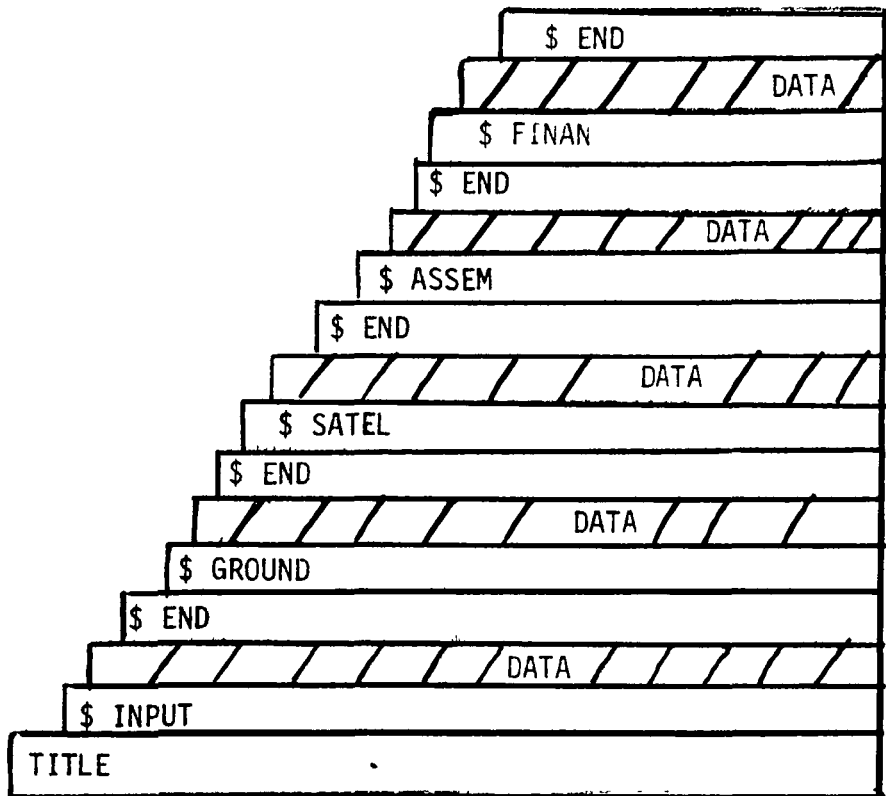 $ END
DATA
$ FINAN
$ END
DATA
$ ASSEM
$ END
DATA
$ SATEL
$ END
DATA
$ GROUND
$ END
DATA
$ INPUT
TITLE